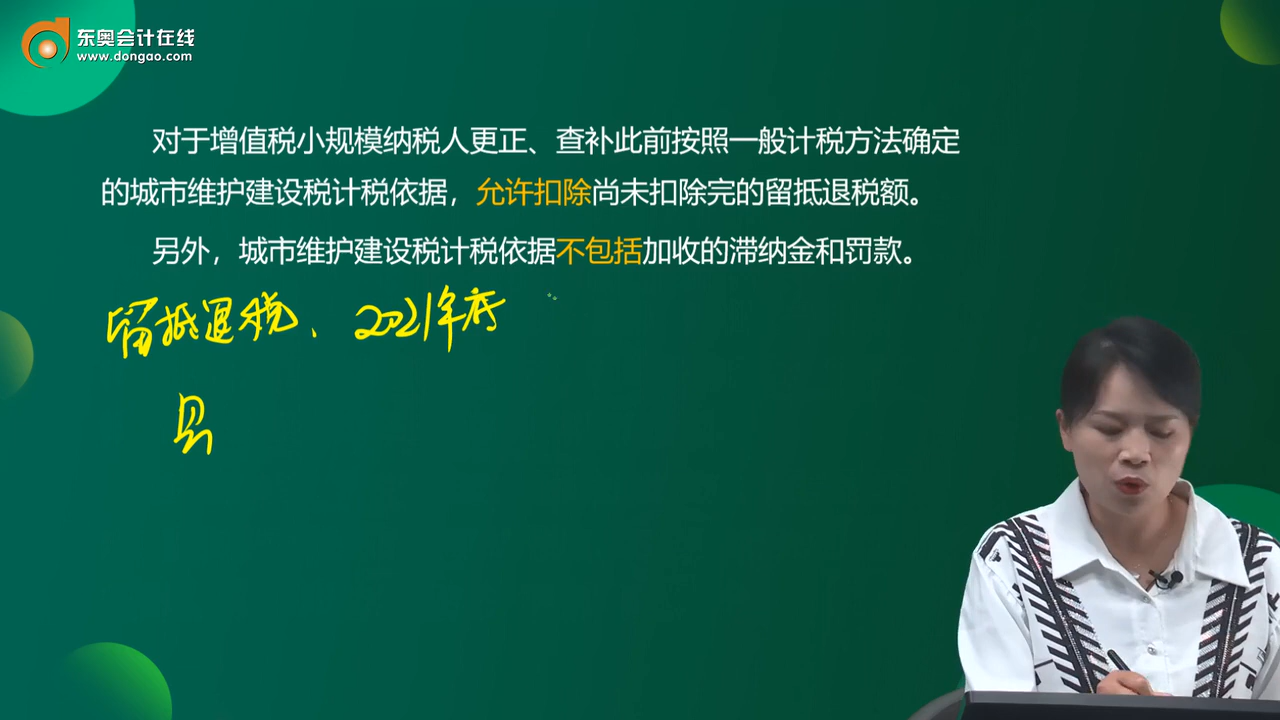 东奥会计在线
www.dongao.com
对于增值税小规模纳税人更正、查补此前按照一般计税方法确定
的城市维护建设税计税依据，允许扣除尚未扣除完的留抵退税额。
另外，城市维护建设税计税依据不包括加收的滞纳金和罚款。
留抵退税、2021年底